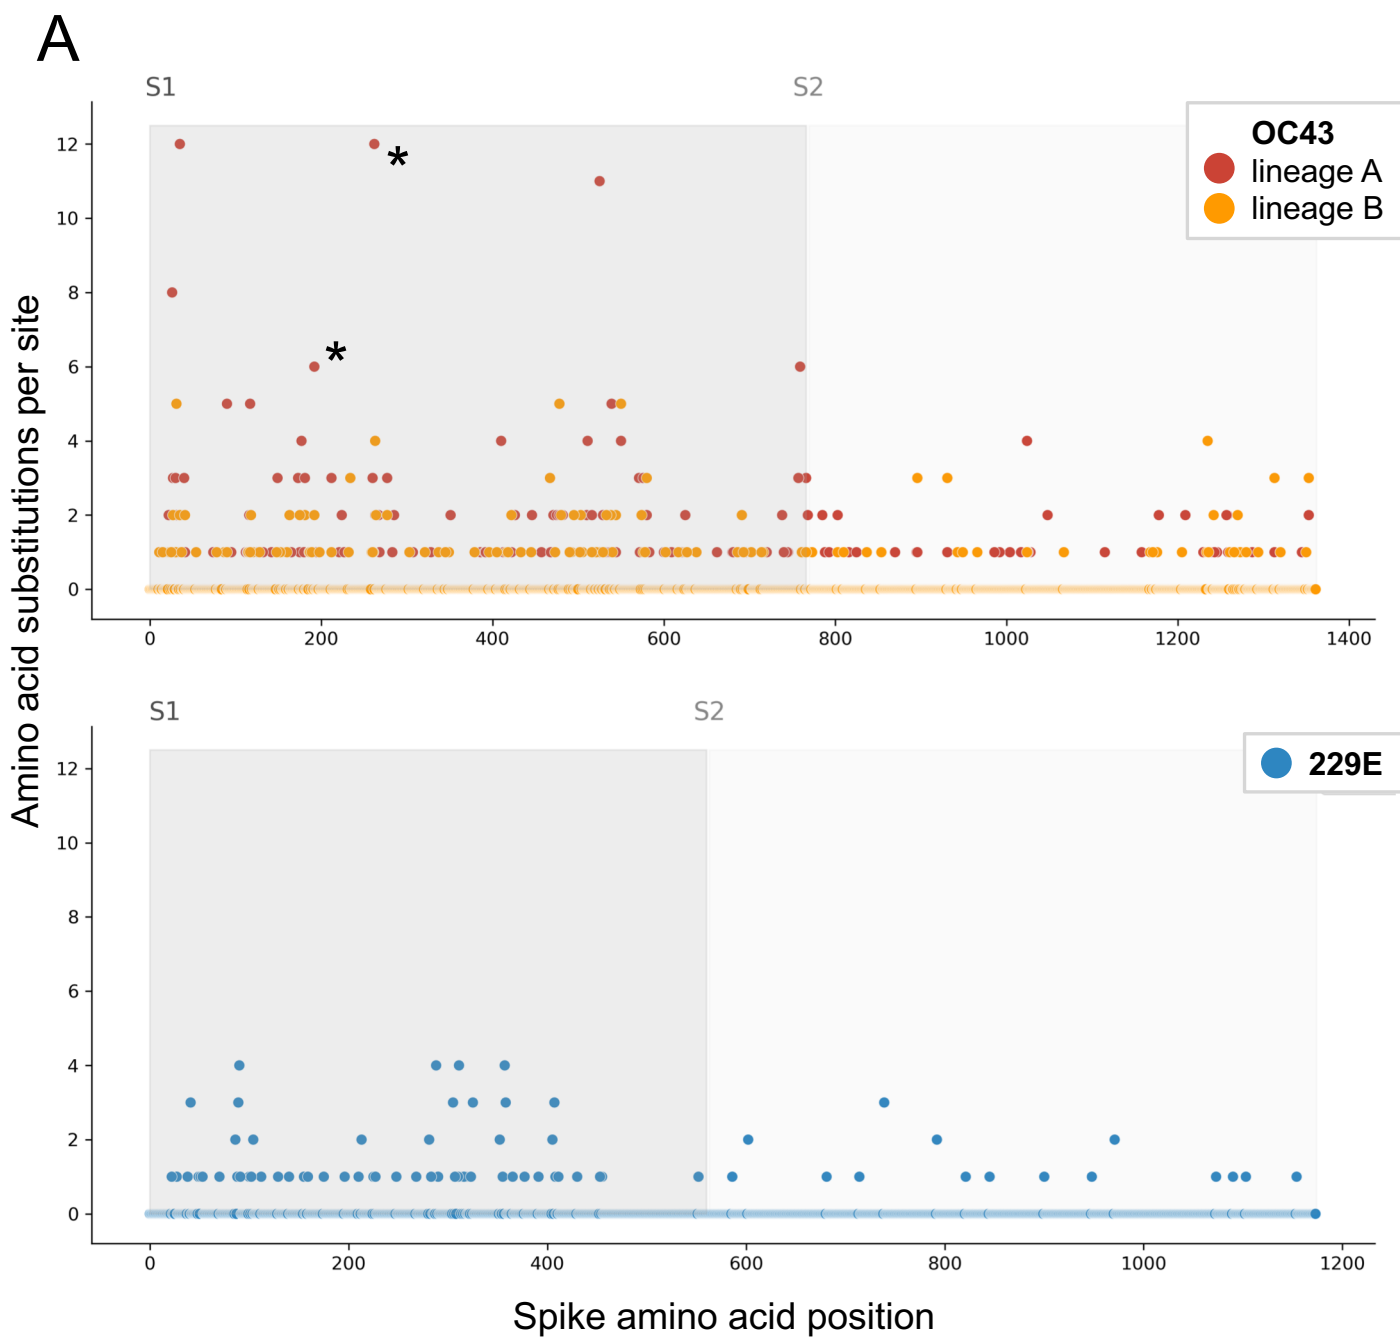 A
S1 S2
OC43
lineage A
lineage B
*
*
12
10
8
6
4
2
0
0 200 400 600 800 1000 1200 1400
Amino acid substitutions per site
S1 S2
229E
12
10
8
6
4
2
0
0 200 400 600 800 1000 1200
Spike amino acid position